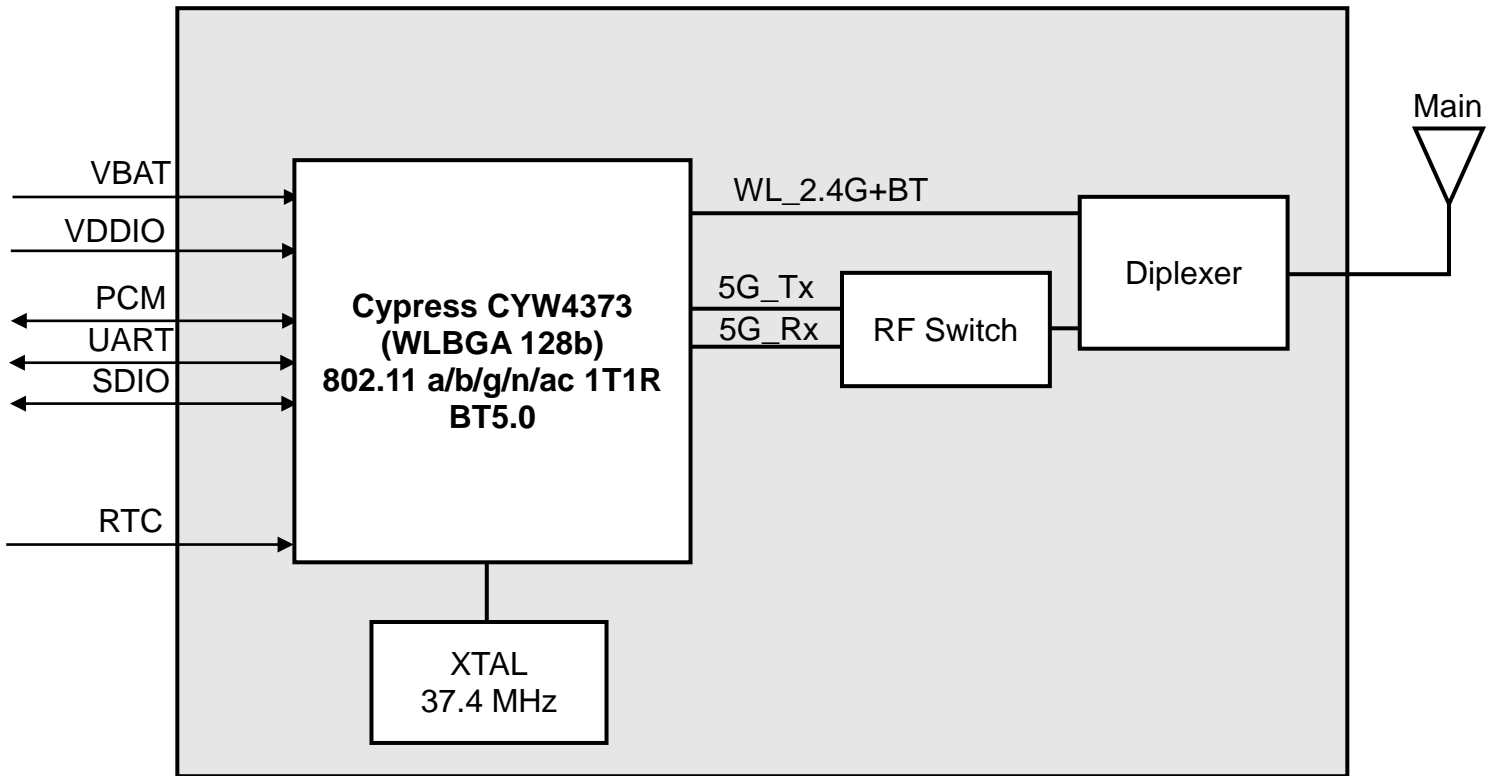 Main
VBAT
VDDIO
PCM
UART
SDIO
RTC
Cypress CYW4373
(WLBGA 128b)
802.11 a/b/g/n/ac 1T1R
BT5.0
XTAL
37.4 MHz
WL_2.4G+BT
5G_Tx
5G_Rx
RF Switch
Diplexer